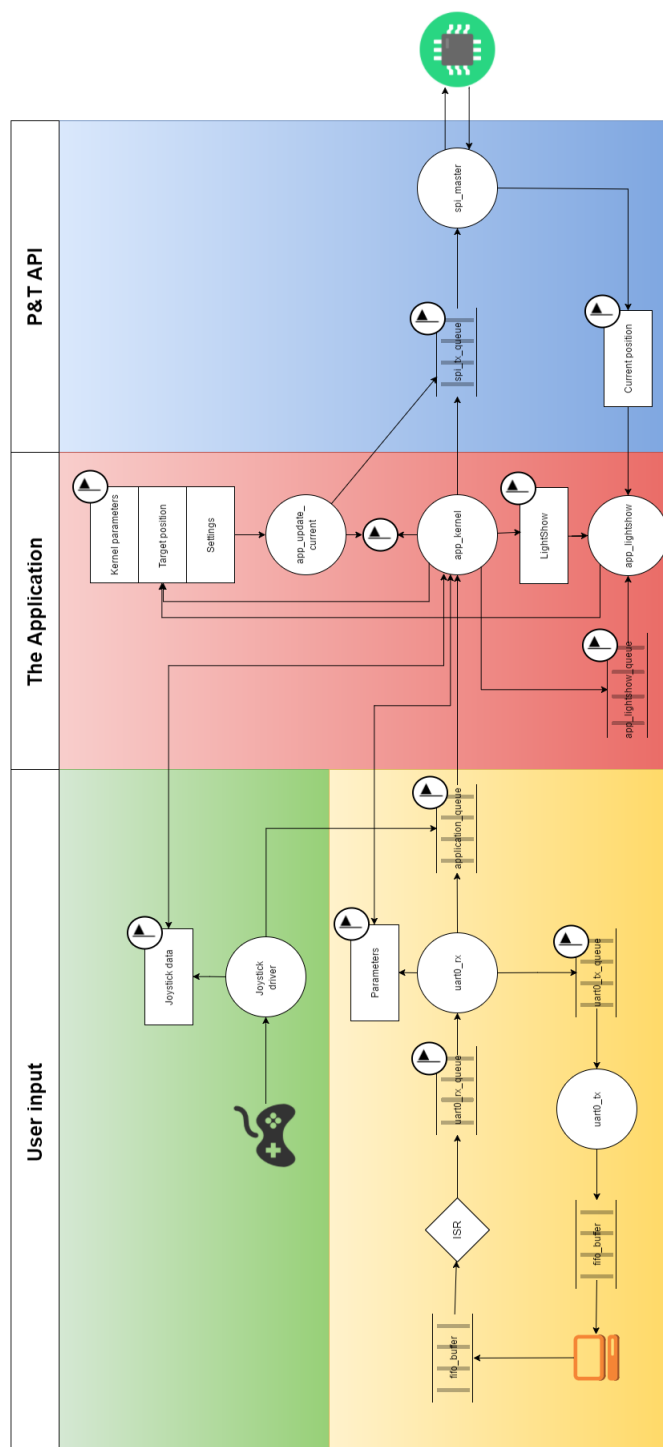 User input
The Application
P&T API
Joystick data
Joystick
driver
Parameters
fifo_buffer
ISR
uart0_rx_queue
uart0_rx
application_queue
uart0_tx_queue
uart0_tx
fifo_buffer
Kernel parameters
Target position
Settings
app_update_
current
app_kernel
LightShow
app_lightshow
app_lightshow_queue
spi_tx_queue
spi_master
Current position